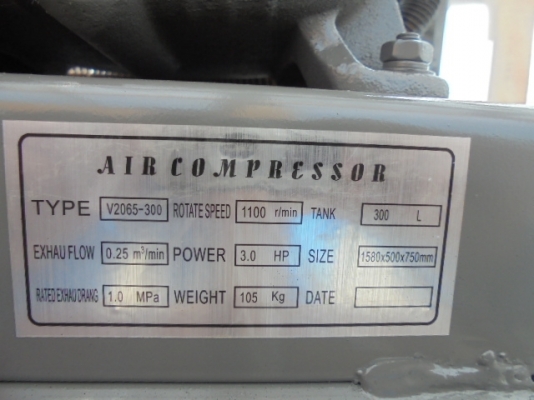 AIR COMPRESSOR
TYPE V2065-300 ROTATE SPEED 1100 r/min TANK 300 L
EXHAU FLOW 0.25 m³/min POWER 3.0 HP SIZE 1580x500x750mm
RATED EXHAU DRANG 1.0 MPa WEIGHT 105 Kg DATE